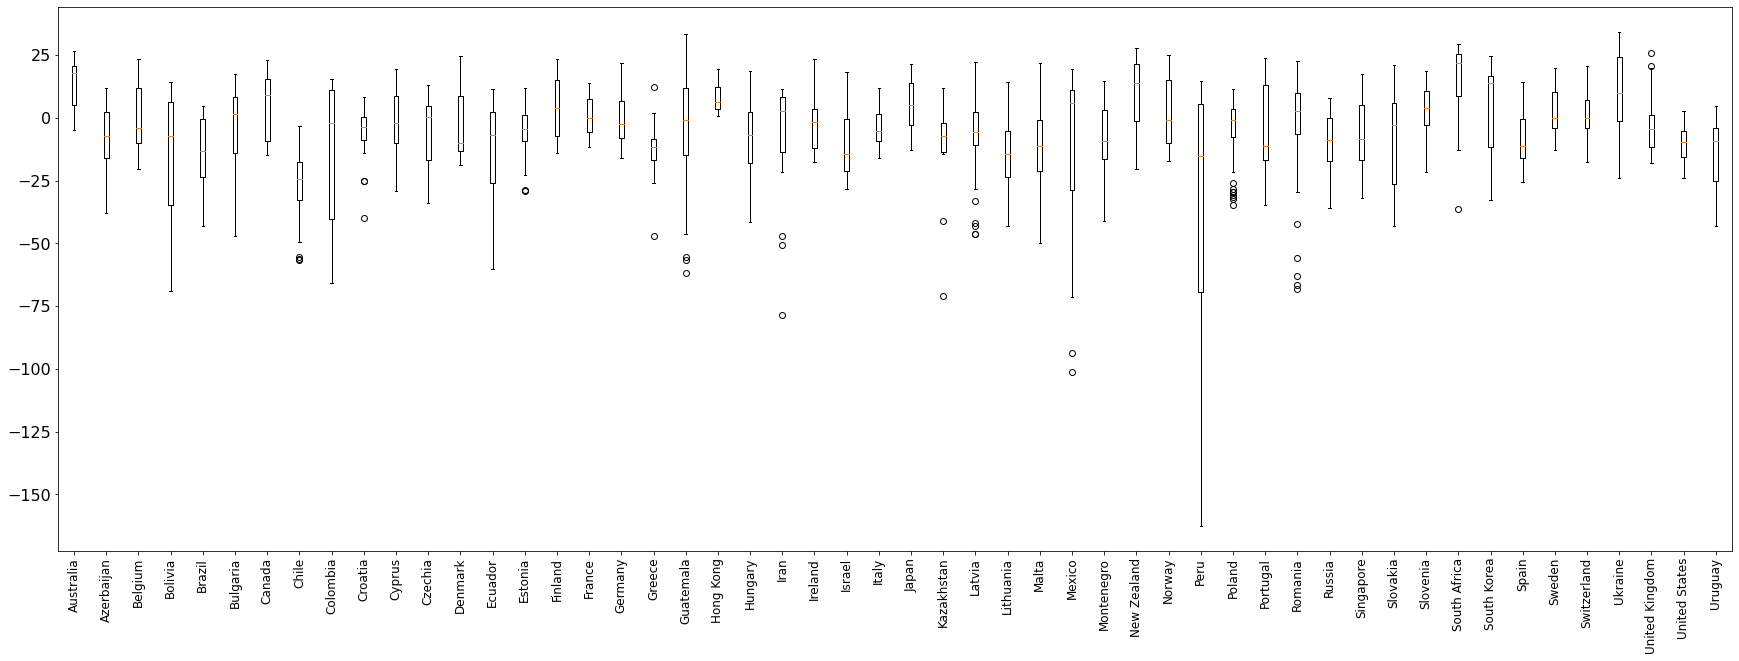 25
0
−25
−50
−75
−100
−125
−150
Australia
Azerbaijan
Belgium
Bolivia
Brazil
Bulgaria
Canada
Chile
Colombia
Croatia
Cyprus
Czechia
Denmark
Ecuador
Estonia
Finland
France
Germany
Greece
Guatemala
Hong Kong
Hungary
Iran
Ireland
Israel
Italy
Japan
Kazakhstan
Latvia
Lithuania
Malta
Mexico
Montenegro
New Zealand
Norway
Peru
Poland
Portugal
Romania
Russia
Singapore
Slovakia
Slovenia
South Africa
South Korea
Spain
Sweden
Switzerland
Ukraine
United Kingdom
United States
Uruguay